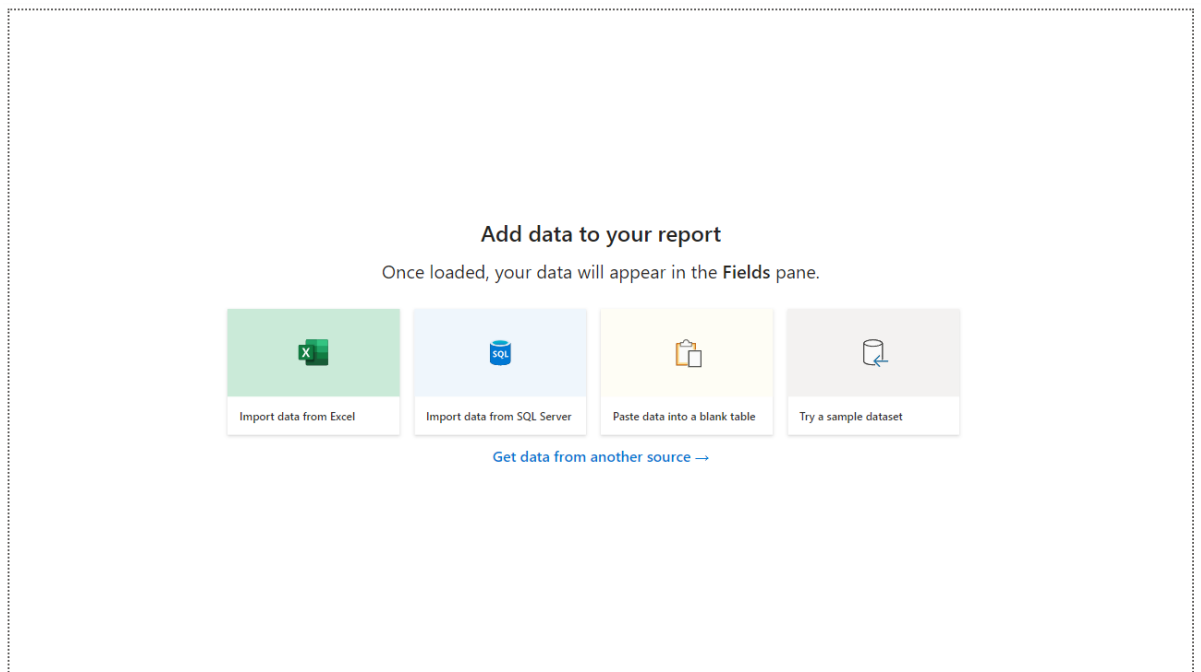 Add data to your report
Once loaded, your data will appear in the Fields pane.
X
SQL
Import data from Excel
Import data from SQL Server
Paste data into a blank table
Try a sample dataset
Get data from another source →